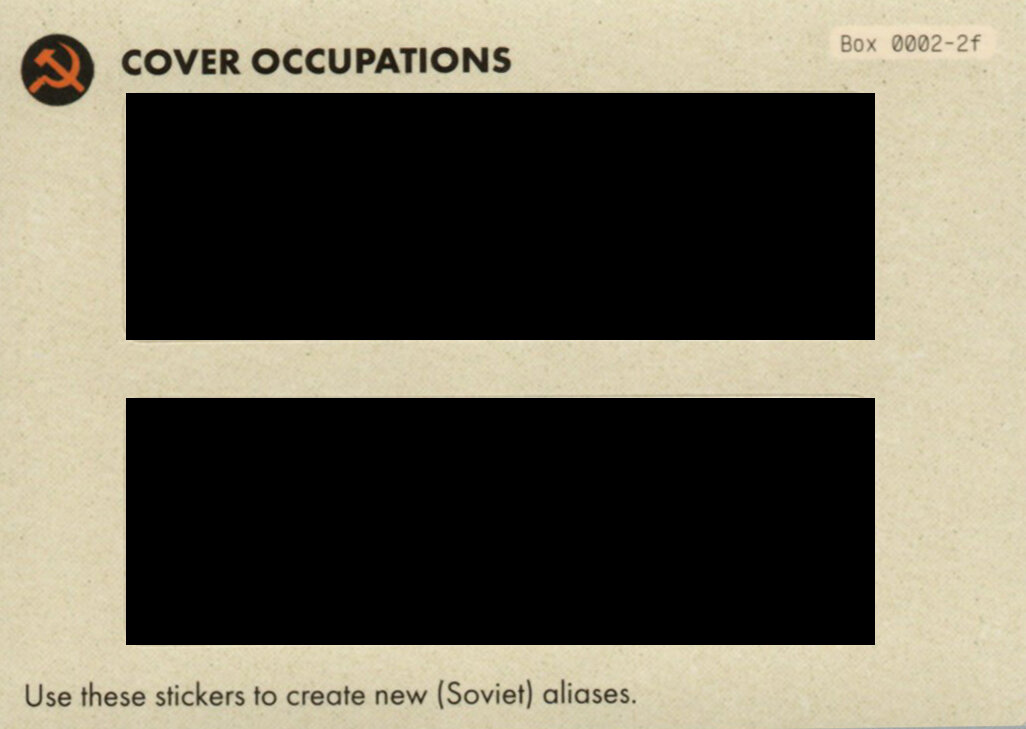 COVER OCCUPATIONS
Box 0002-2f
Use these stickers to create new (Soviet) aliases.